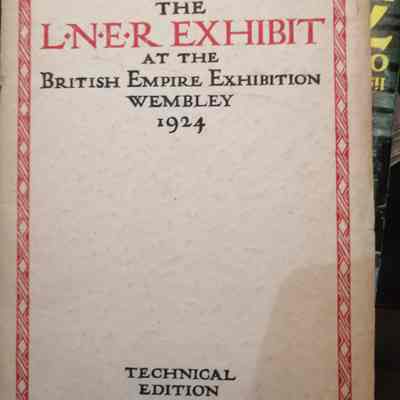 THE
L·N·E·R EXHIBIT
AT THE
BRITISH EMPIRE EXHIBITION
WEMBLEY
1924
TECHNICAL
EDITION